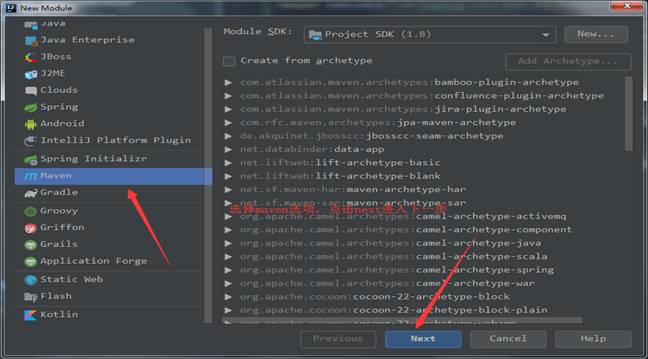 New Module
Java
Java Enterprise
JBoss
J2ME
Clouds
Spring
Android
IntelliJ Platform Plugin
Spring Initializr
Maven
Gradle
Groovy
Griffon
Grails
Application Forge
Static Web
Flash
Kotlin
Module SDK: Project SDK (1.8) New...
Create from archetype Add Archetype...
com.atlassian.maven.archetypes:bamboo-plugin-archetype
com.atlassian.maven.archetypes:confluence-plugin-archetype
com.atlassian.maven.archetypes:jira-plugin-archetype
com.rfc.maven.archetypes:jpa-maven-archetype
de.akquinet.jbosscc:jbosscc-seam-archetype
net.databinder:data-app
net.liftweb:lift-archetype-basic
net.liftweb:lift-archetype-blank
net.sf.maven-har:maven-archetype-har
net.sf.maven-sar:maven-archetype-sar
选择maven选项，点击next进入下一步
org.apache.camel.archetypes:camel-archetype-activemq
org.apache.camel.archetypes:camel-archetype-component
org.apache.camel.archetypes:camel-archetype-java
org.apache.camel.archetypes:camel-archetype-scala
org.apache.camel.archetypes:camel-archetype-spring
org.apache.camel.archetypes:camel-archetype-war
org.apache.cocoon:cocoon-22-archetype-block
org.apache.cocoon:cocoon-22-archetype-block-plain
org.apache.cocoon:cocoon-22-archetype-webapp
Previous Next Cancel Help